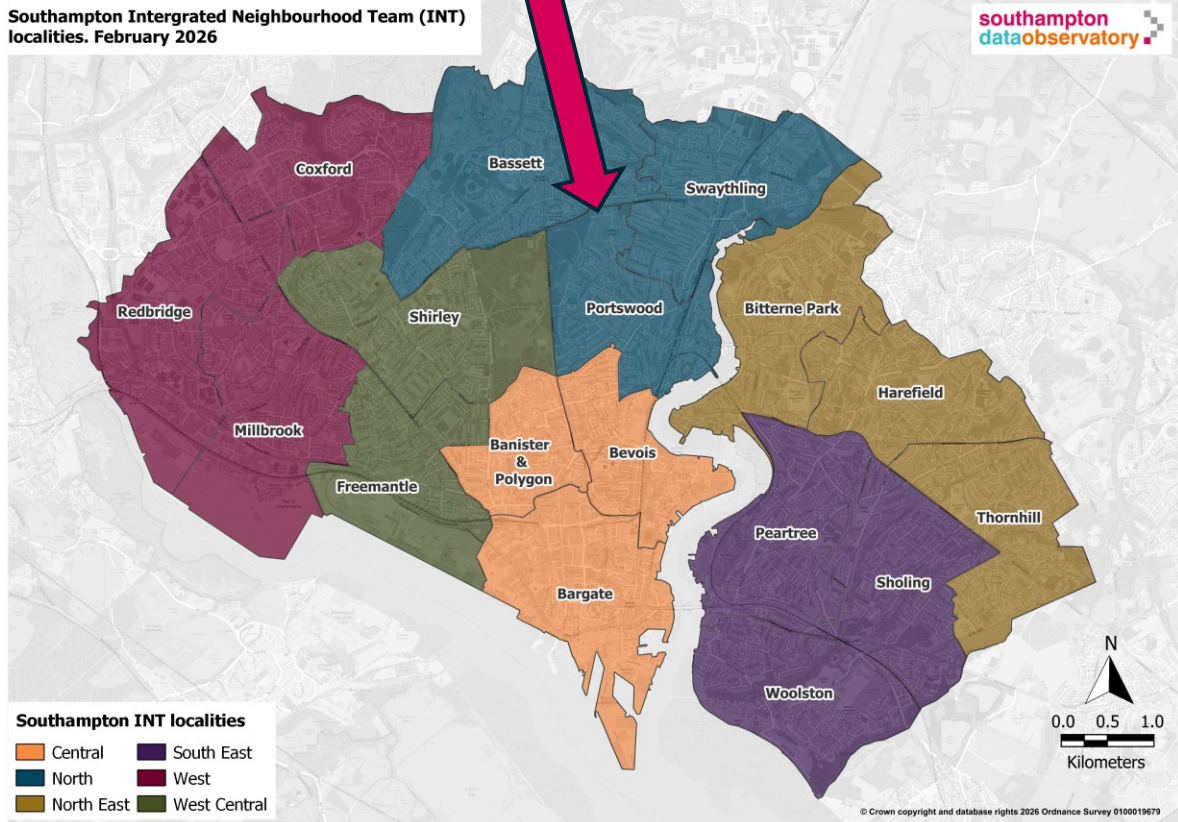 Southampton Intergrated Neighbourhood Team (INT)
localities. February 2026
southampton
dataobservatory
Coxford
Bassett
Swaythling
Redbridge
Shirley
Portswood
Bitterne Park
Harefield
Millbrook
Banister
&
Polygon
Bevois
Freemantle
Thornhill
Peartree
Sholing
Bargate
Woolston
N
0.0 0.5 1.0
Kilometers
Southampton INT localities
Central
North
North East
South East
West
West Central
© Crown copyright and database rights 2026 Ordnance Survey 0100019679